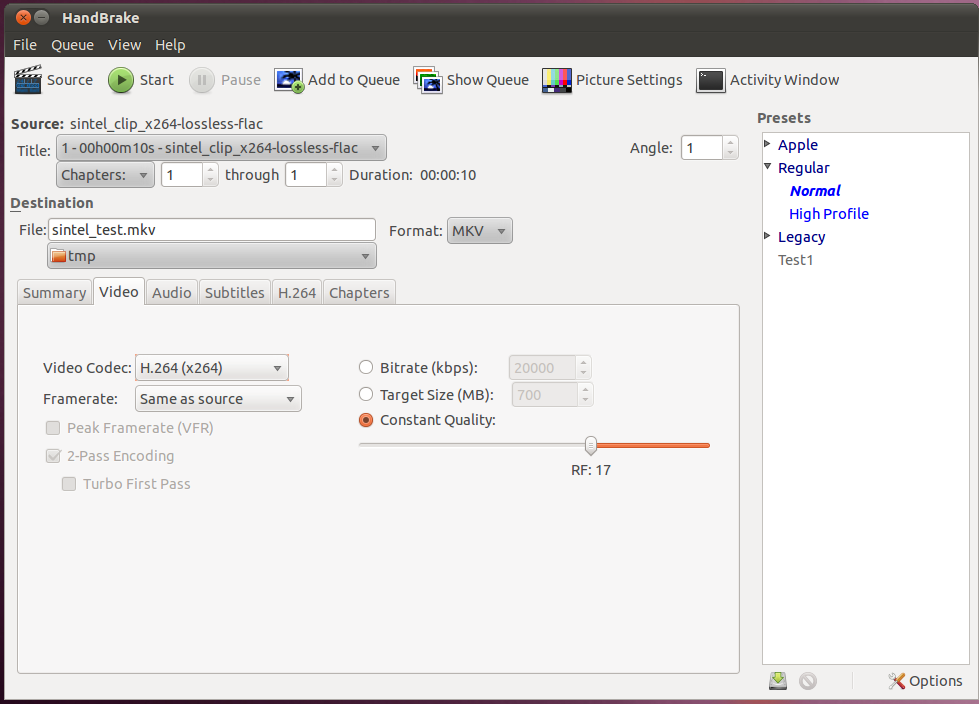 HandBrake
File Queue View Help
Source Start Pause Add to Queue Show Queue Picture Settings Activity Window
Source: sintel_clip_x264-lossless-flac
Title: 1 - 00h00m10s - sintel_clip_x264-lossless-flac Angle: 1
Chapters: 1 through 1 Duration: 00:00:10
Destination
File: sintel_test.mkv Format: MKV
tmp
Summary Video Audio Subtitles H.264 Chapters
Video Codec: H.264 (x264)
Framerate: Same as source
Peak Framerate (VFR)
2-Pass Encoding
Turbo First Pass
Bitrate (kbps): 20000
Target Size (MB): 700
Constant Quality:
RF: 17
Presets
Apple
Regular
Normal
High Profile
Legacy
Test1
Options